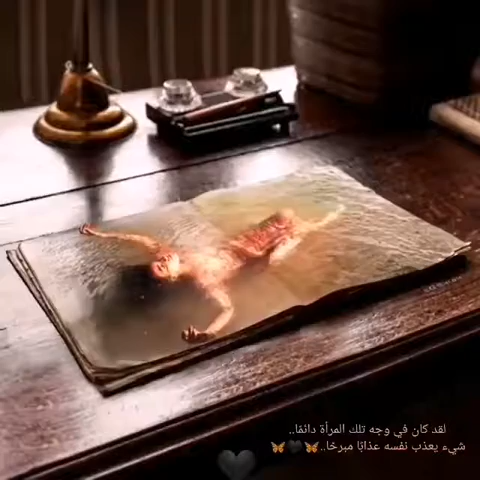 لقد كان في وجه تلك المرأة دائمًا..
شيء يعذب نفسه عذابًا مبرحًا..🦋🖤🦋